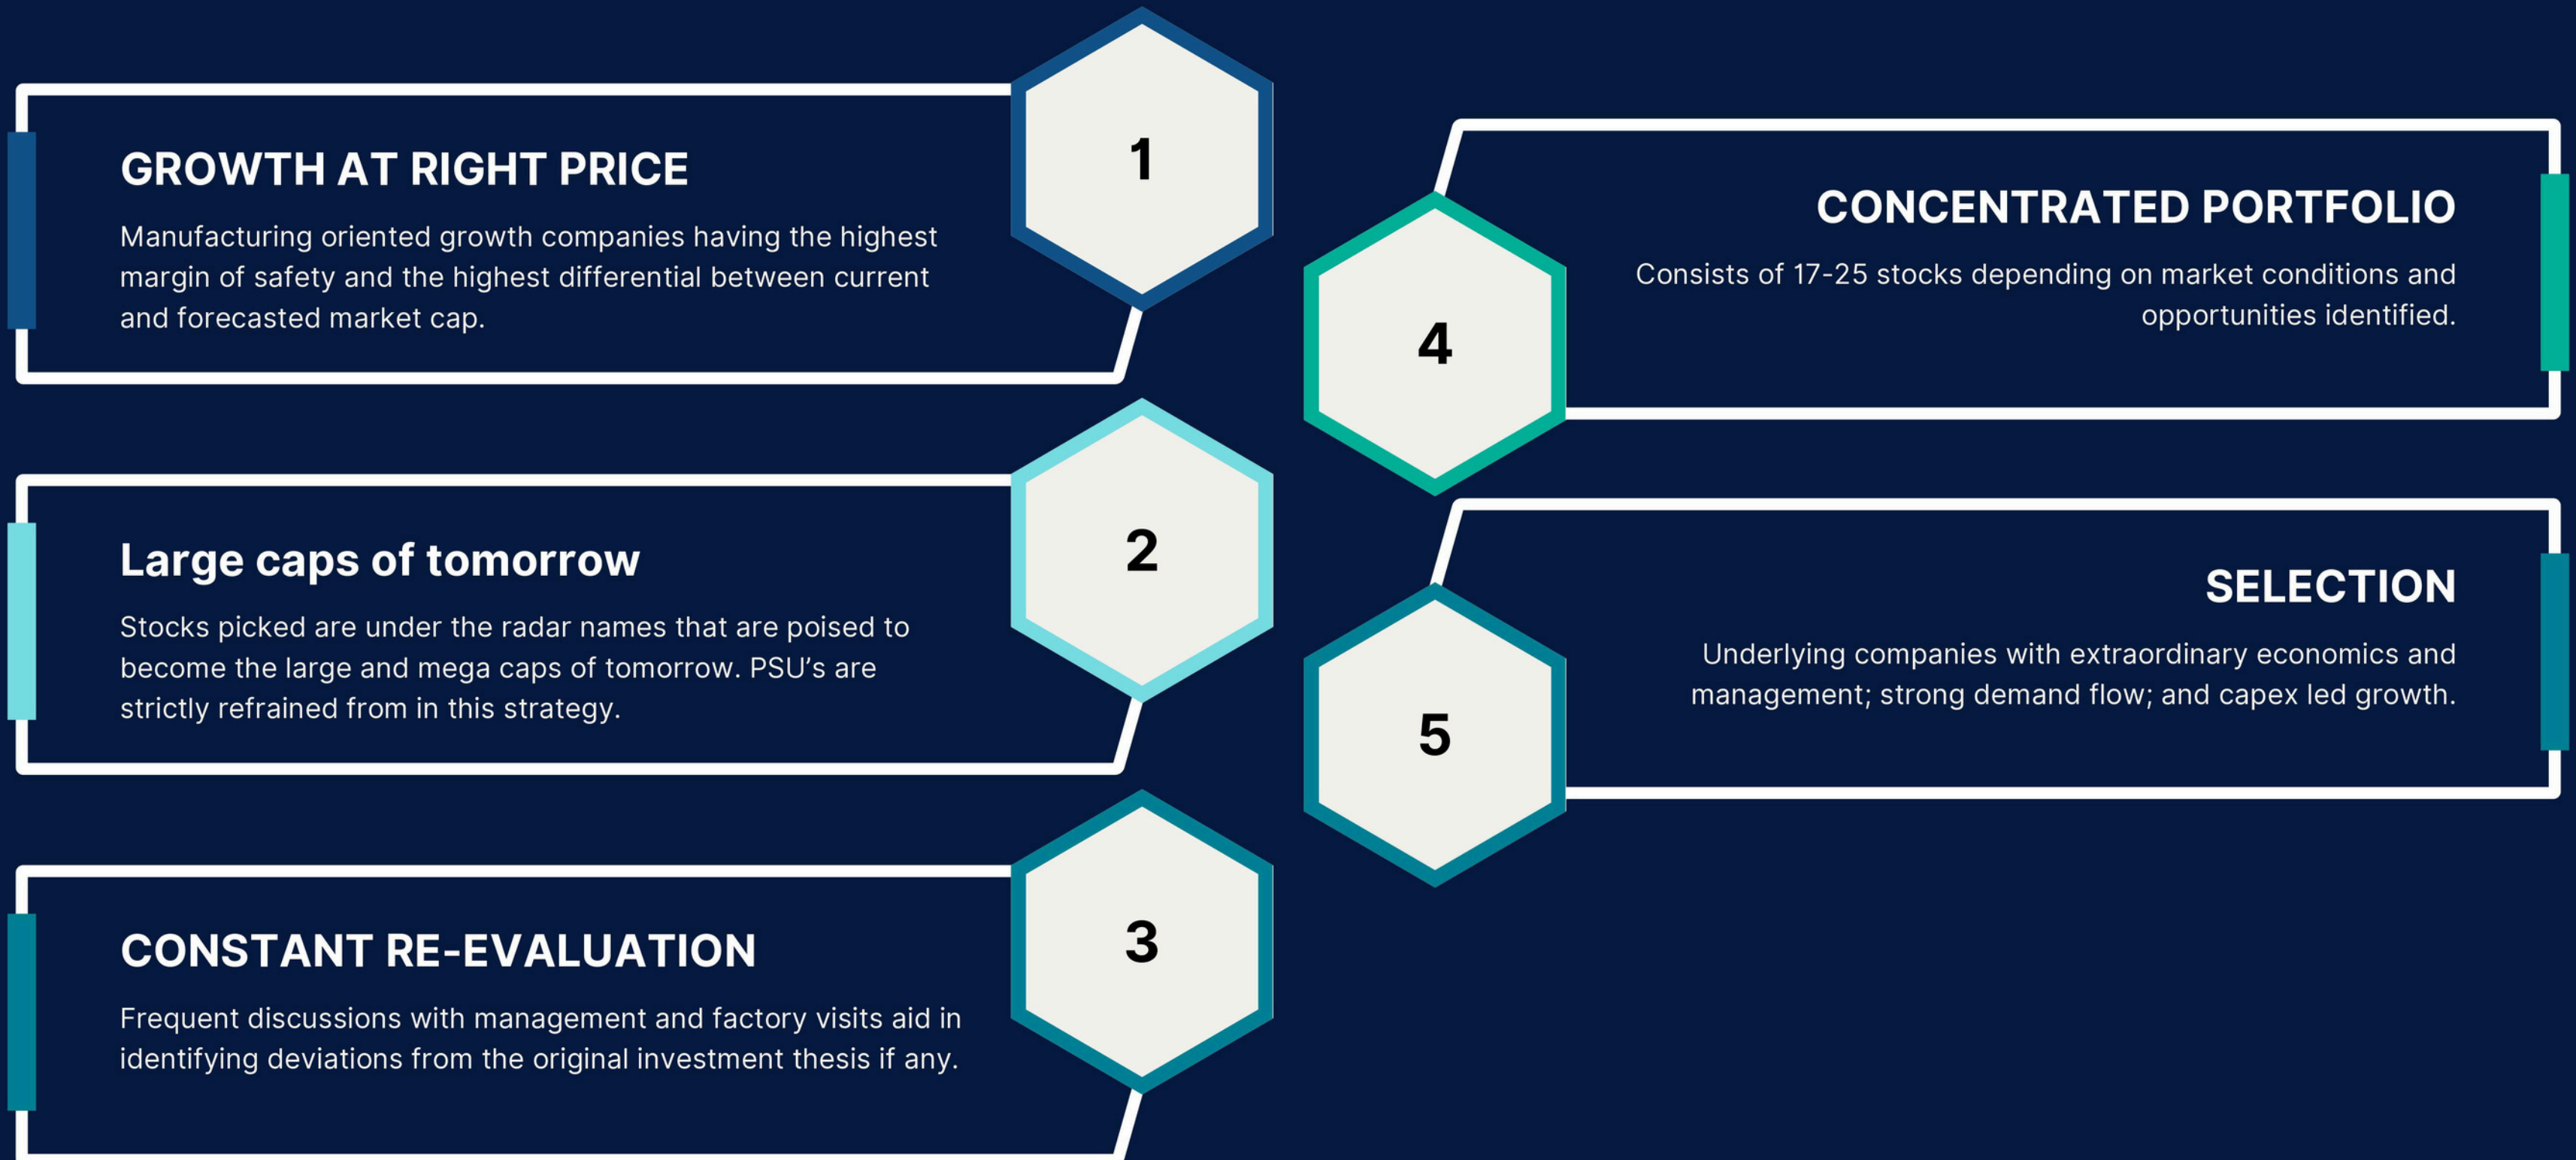 1
GROWTH AT RIGHT PRICE
Manufacturing oriented growth companies having the highest
margin of safety and the highest differential between current
and forecasted market cap.
2
Large caps of tomorrow
Stocks picked are under the radar names that are poised to
become the large and mega caps of tomorrow. PSU’s are
strictly refrained from in this strategy.
3
CONSTANT RE-EVALUATION
Frequent discussions with management and factory visits aid in
identifying deviations from the original investment thesis if any.
4
CONCENTRATED PORTFOLIO
Consists of 17-25 stocks depending on market conditions and
opportunities identified.
5
SELECTION
Underlying companies with extraordinary economics and
management; strong demand flow; and capex led growth.